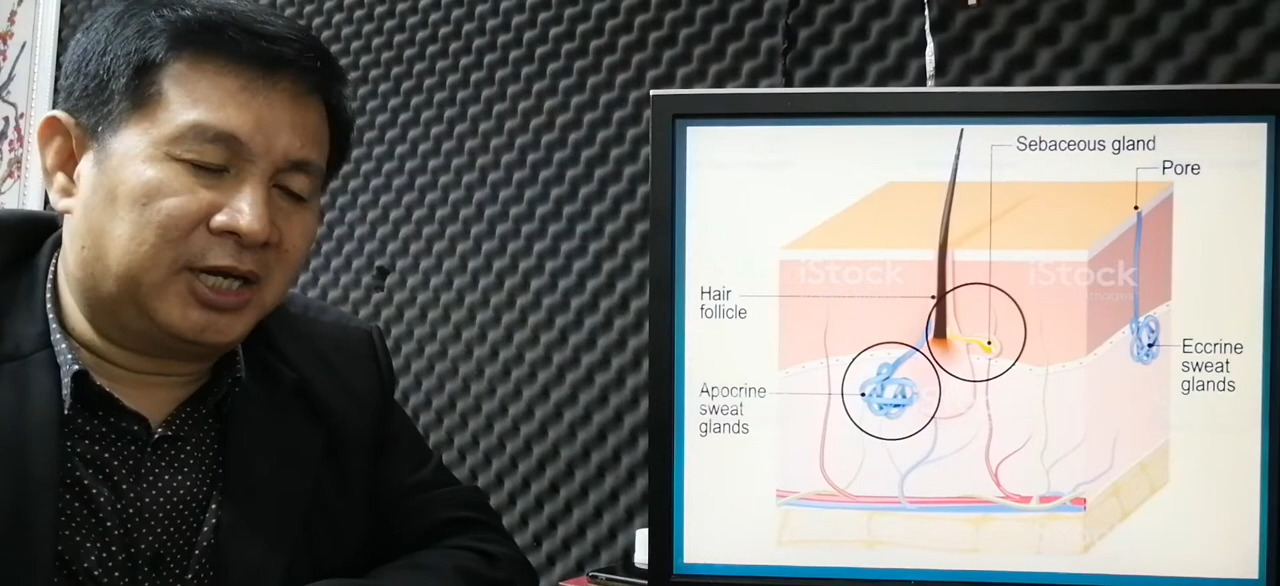 Sebaceous gland
Pore
iStock
iStock
Hair
follicle
Eccrine
sweat
glands
Apocrine
sweat
glands